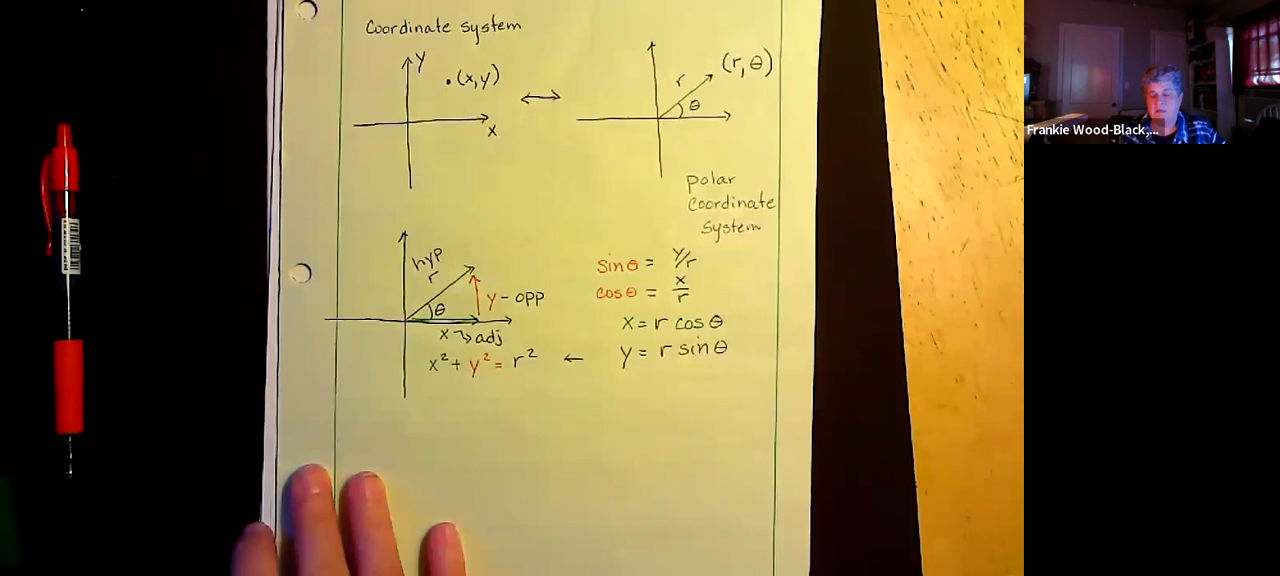 Coordinate system
y
(x, y)
x
(r, θ)
r
θ
polar
coordinate
system
hyp
r
θ
y - opp
x → adj
x² + y² = r² ←
sin θ = y/r
cos θ = x/r
x = r cos θ
y = r sin θ
Frankie Wood-Black,...